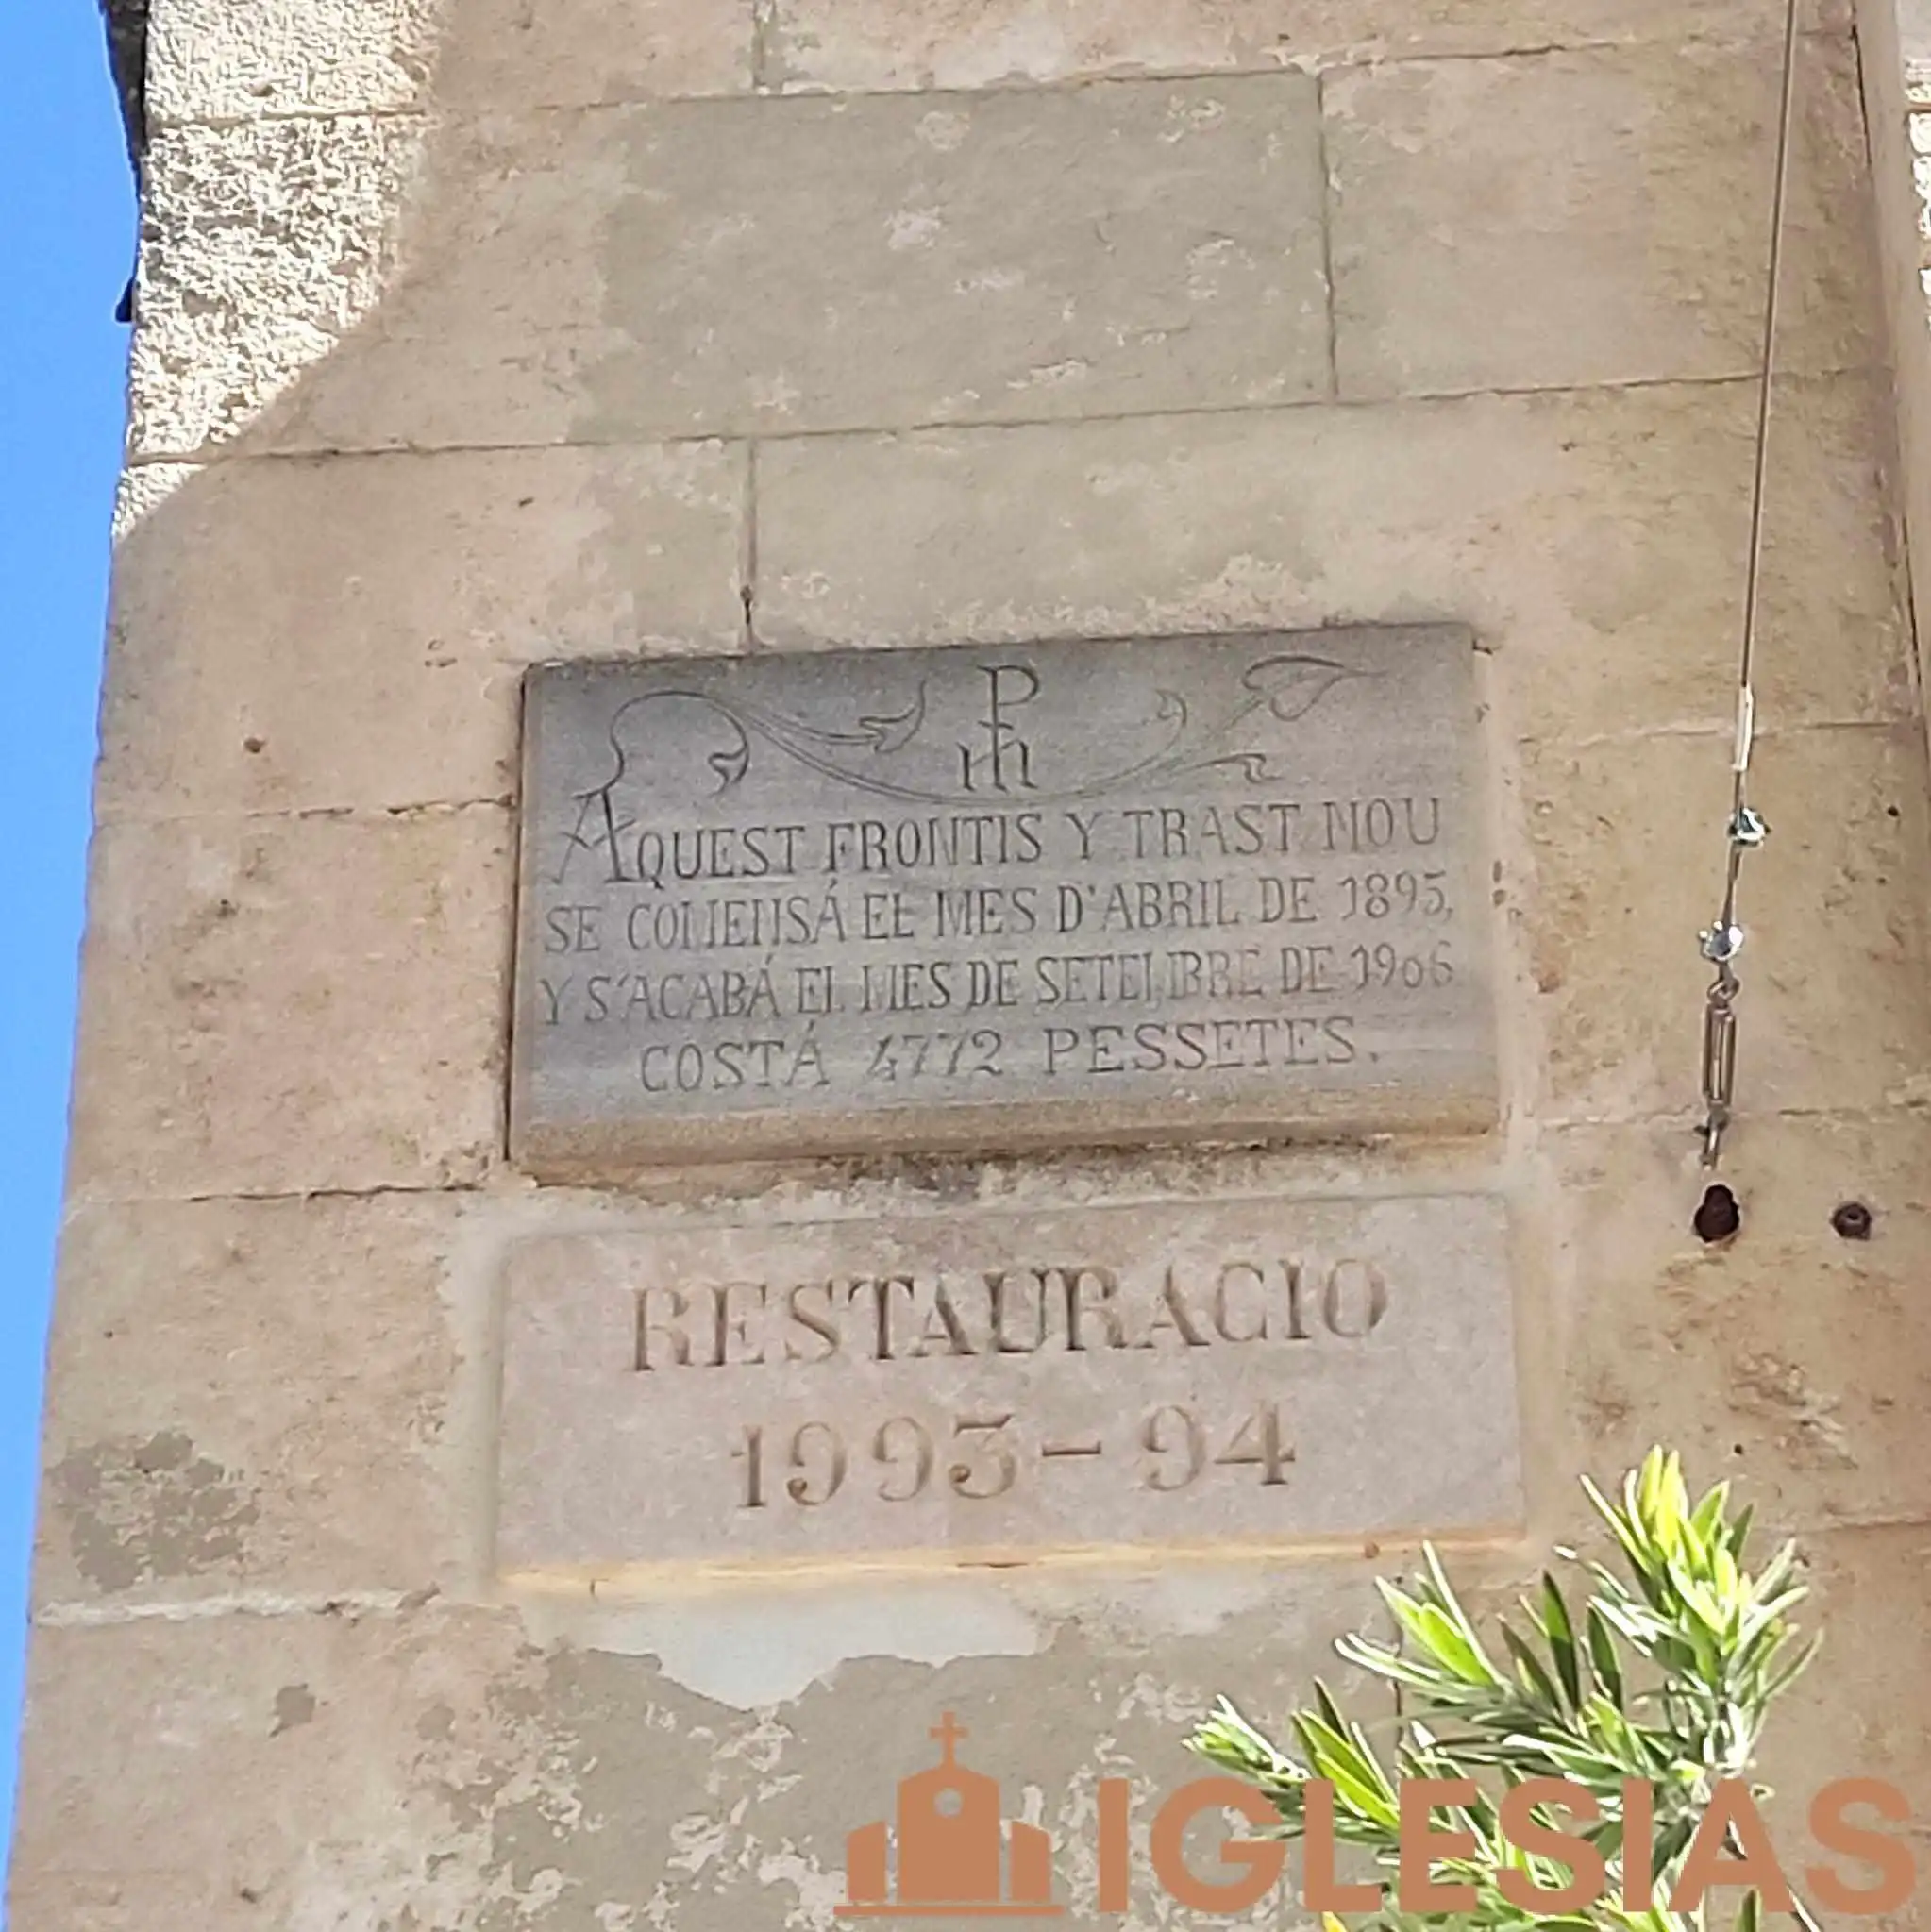 AQUEST FRONTIS Y TRAST NOU
SE COMENSÁ EL MES D'ABRIL DE 1895,
Y S'ACABÁ EL MES DE SETEMBRE DE 1906
COSTÁ 4772 PESSETES.
RESTAURACIO
1993-94
IGLESIAS